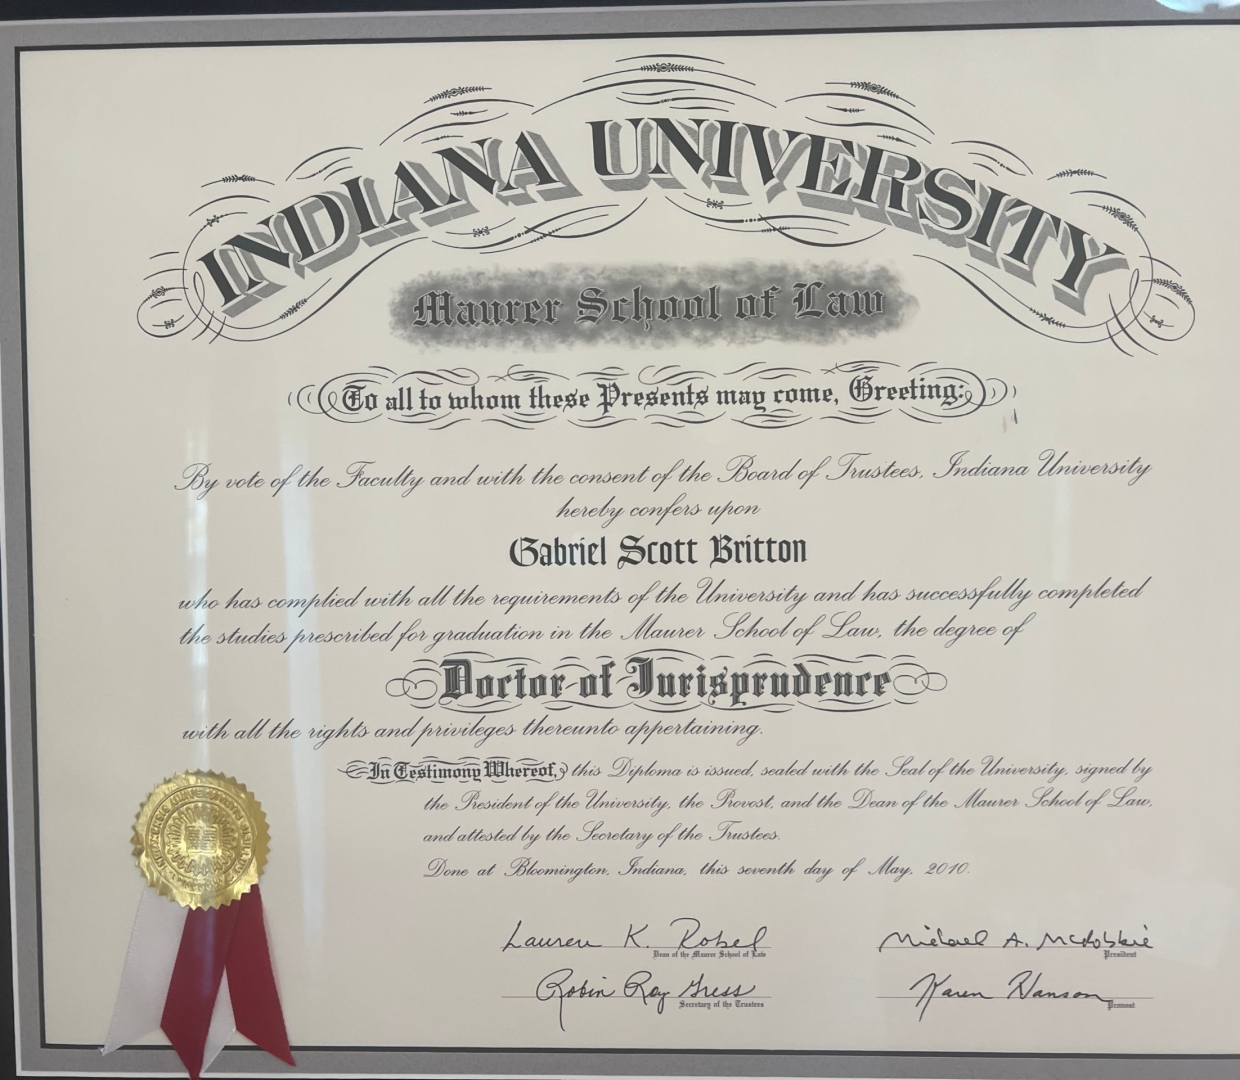 INDIANA UNIVERSITY
Maurer School of Law
To all to whom these Presents may come, Greeting:
By vote of the Faculty and with the consent of the Board of Trustees, Indiana University
hereby confers upon
Gabriel Scott Britton
who has complied with all the requirements of the University and has successfully completed
the studies prescribed for graduation in the Maurer School of Law, the degree of
Doctor of Jurisprudence
with all the rights and privileges thereunto appertaining.
In Testimony Whereof, this Diploma is issued, sealed with the Seal of the University, signed by
the President of the University, the Provost, and the Dean of the Maurer School of Law,
and attested by the Secretary of the Trustees.
Done at Bloomington, Indiana, this seventh day of May, 2010.
Lauren K. Robel Michael A. McRobbie
Dean of the Maurer School of Law President
Robin Roy Gress Karen Hanson
Secretary of the Trustees Provost